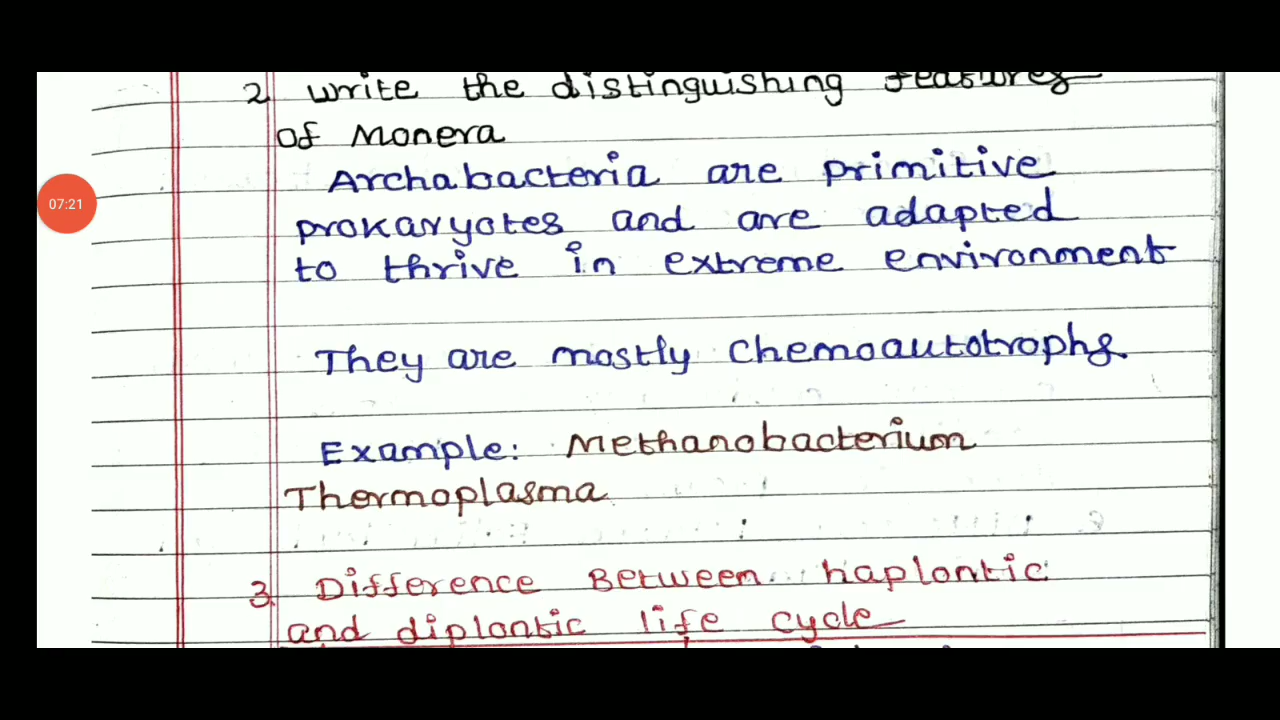 2 Write the distinguishing features
of Monera
Archabacteria are primitive
07:21
prokaryotes and are adapted
to thrive in extreme environment
They are mostly Chemoautotrophs
Example: Methanobacterium
Thermoplasma
3 Difference Between haplontic
and diplontic life cycle